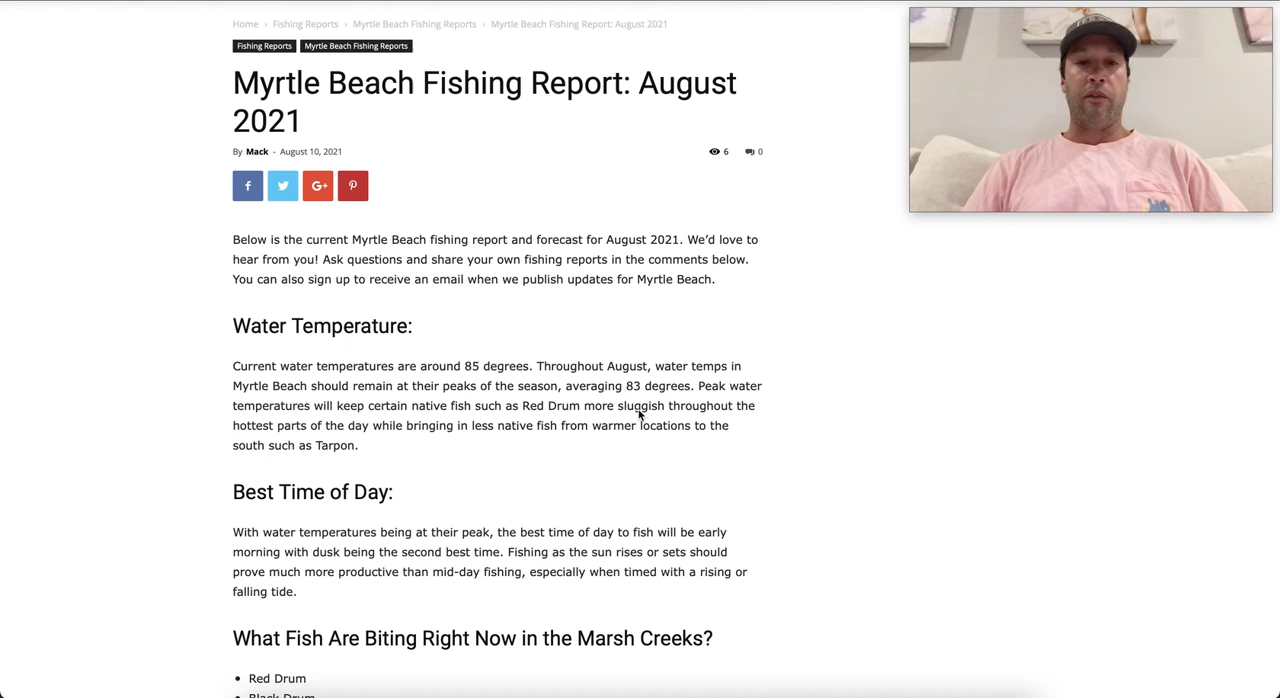 Home › Fishing Reports › Myrtle Beach Fishing Reports › Myrtle Beach Fishing Report: August 2021
Fishing Reports Myrtle Beach Fishing Reports
Myrtle Beach Fishing Report: August
2021
By Mack - August 10, 2021 6 0
f G+
Below is the current Myrtle Beach fishing report and forecast for August 2021. We’d love to
hear from you! Ask questions and share your own fishing reports in the comments below.
You can also sign up to receive an email when we publish updates for Myrtle Beach.
Water Temperature:
Current water temperatures are around 85 degrees. Throughout August, water temps in
Myrtle Beach should remain at their peaks of the season, averaging 83 degrees. Peak water
temperatures will keep certain native fish such as Red Drum more sluggish throughout the
hottest parts of the day while bringing in less native fish from warmer locations to the
south such as Tarpon.
Best Time of Day:
With water temperatures being at their peak, the best time of day to fish will be early
morning with dusk being the second best time. Fishing as the sun rises or sets should
prove much more productive than mid-day fishing, especially when timed with a rising or
falling tide.
What Fish Are Biting Right Now in the Marsh Creeks?
• Red Drum
• Black Drum